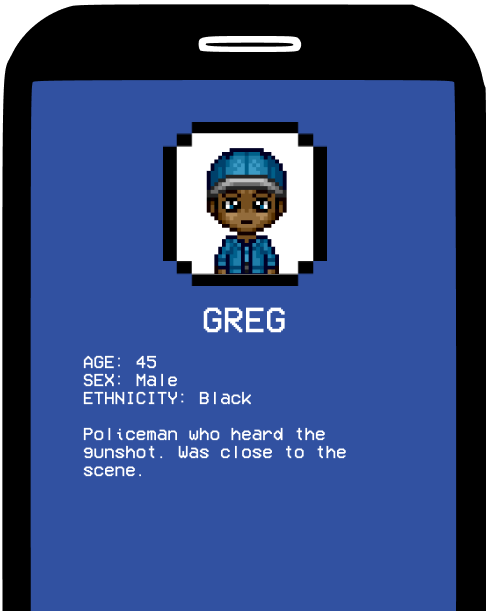 GREG
AGE: 45
SEX: Male
ETHNICITY: Black
Policeman who heard the
gunshot. Was close to the
scene.